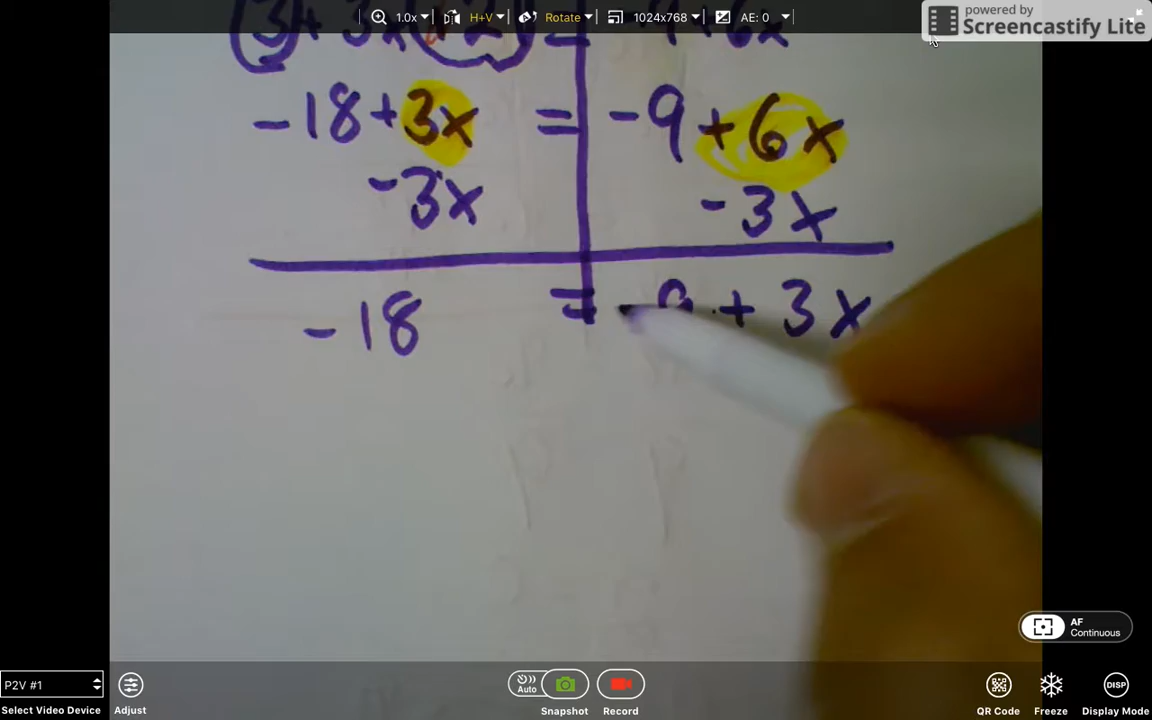 1.0x H+V Rotate 1024x768 AE: 0
powered by
Screencastify Lite
-18+3x = -9+6x
-3x -3x
-18 = 9 + 3x
AF
Continuous
P2V #1
Select Video Device
Adjust
Auto
Snapshot
Record
QR Code
Freeze
DISP
Display Mode